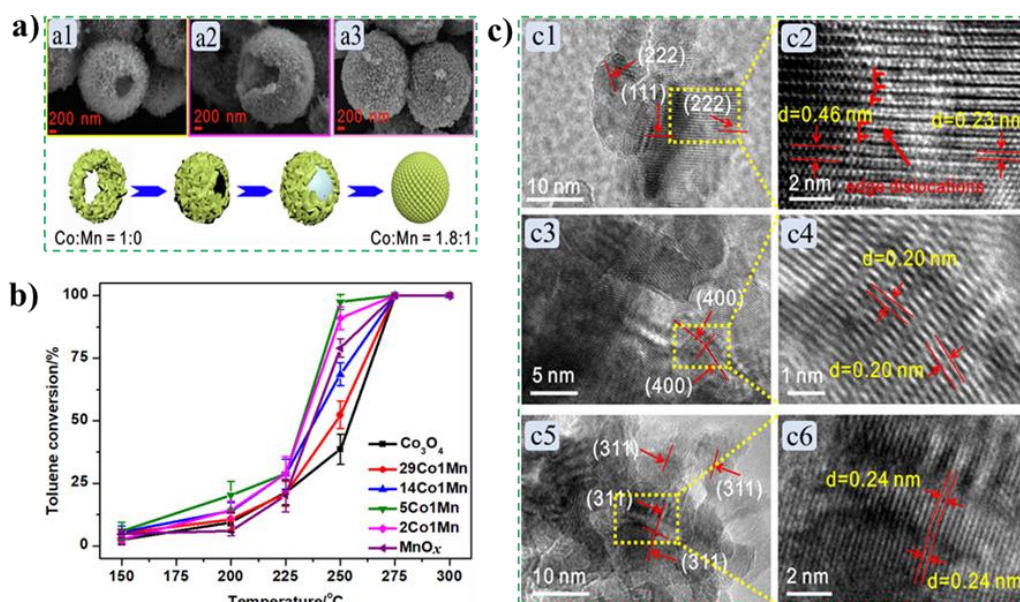 a)
a1
a2
a3
200 nm
200 nm
200 nm
Co:Mn = 1:0
Co:Mn = 1.8:1
b)
Toluene conversion/%
100
75
50
25
0
Co3O4
29Co1Mn
14Co1Mn
5Co1Mn
2Co1Mn
MnOx
150
200
225
250
275
300
Temperature/°C
c)
c1
(222)
(111)
(222)
10 nm
c2
d=0.46 nm
d=0.23 nm
edge dislocations
2 nm
c3
(400)
(400)
5 nm
c4
d=0.20 nm
d=0.20 nm
1 nm
c5
(311)
(311)
(311)
(311)
10 nm
c6
d=0.24 nm
d=0.24 nm
2 nm